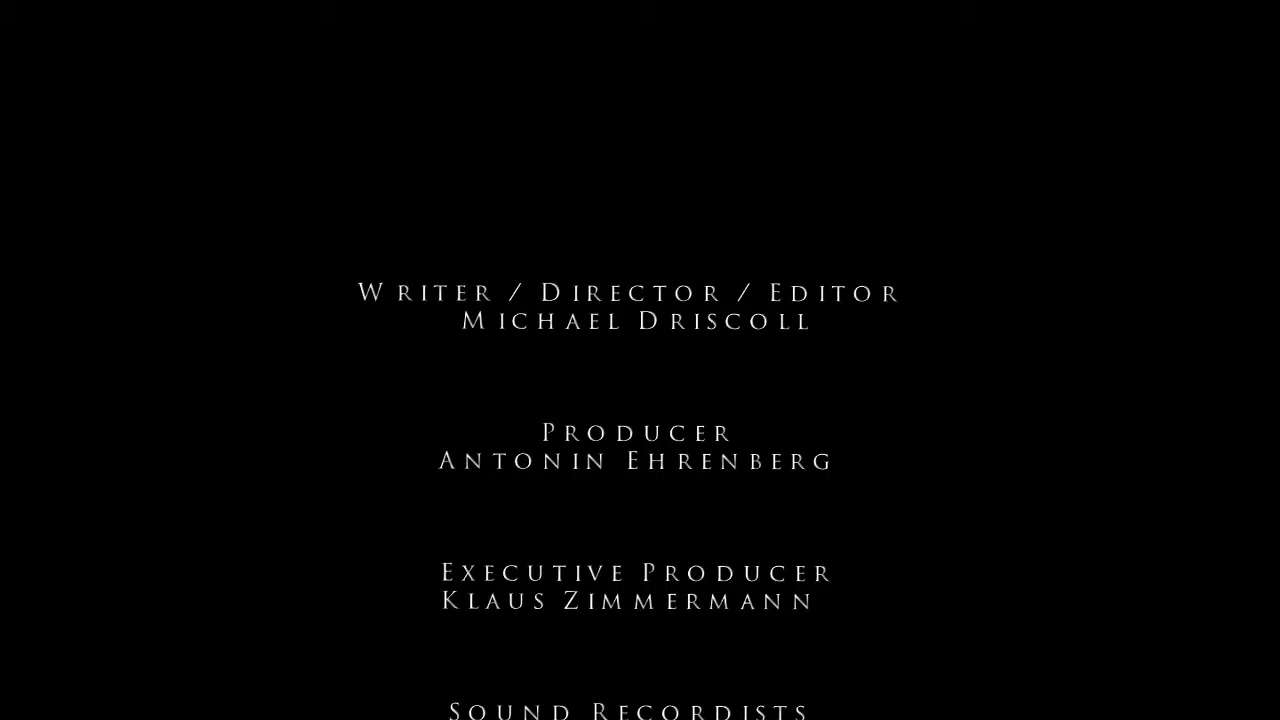 Writer / Director / Editor
Michael Driscoll
Producer
Antonin Ehrenberg
Executive Producer
Klaus Zimmermann
Sound Recordists